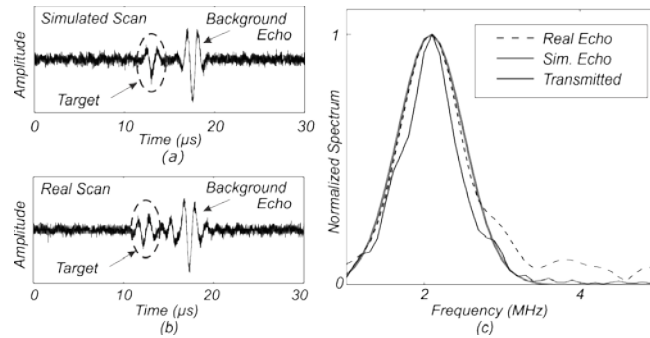 Simulated Scan
Background
Echo
Amplitude
Target
0 10 20 30
Time (µs)
(a)
Real Scan
Background
Echo
Amplitude
Target
0 10 20 30
Time (µs)
(b)
1
Real Echo
Sim. Echo
Transmitted
Normalized Spectrum
0
2 4
Frequency (MHz)
(c)